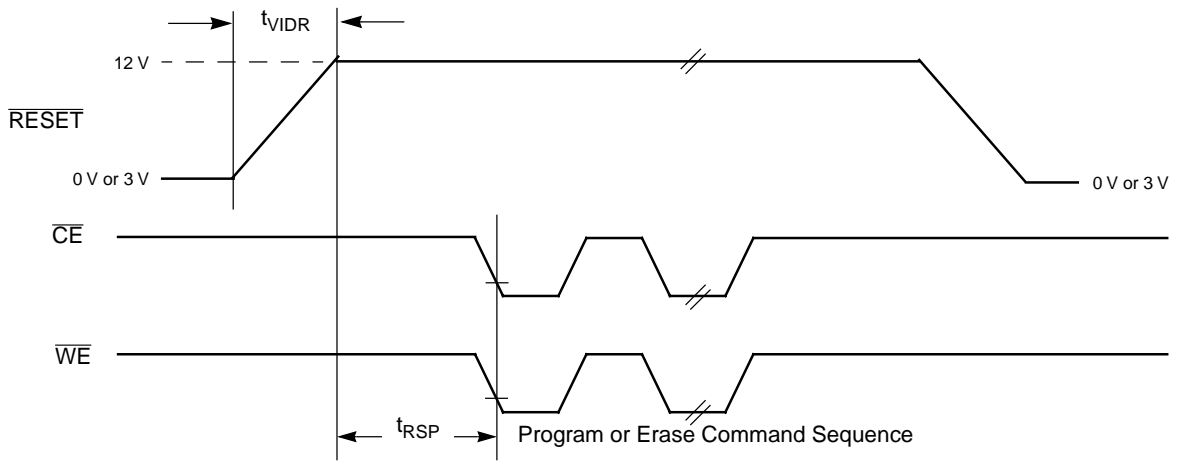 tVIDR
12 V
RESET
0 V or 3 V
0 V or 3 V
CE
WE
tRSP
Program or Erase Command Sequence